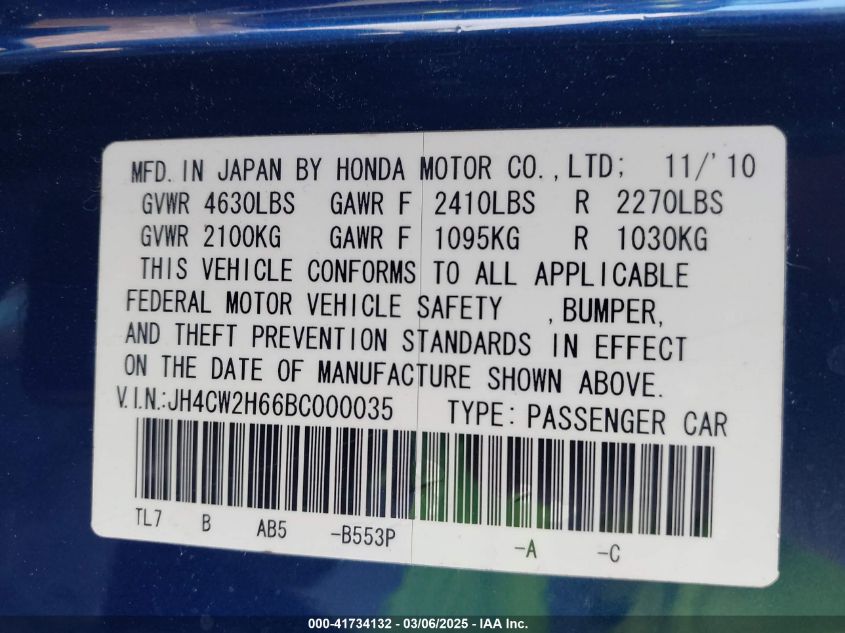 MFD. IN JAPAN BY HONDA MOTOR CO., LTD; 11/'10
GVWR 4630LBS GAWR F 2410LBS R 2270LBS
GVWR 2100KG GAWR F 1095KG R 1030KG
THIS VEHICLE CONFORMS TO ALL APPLICABLE
FEDERAL MOTOR VEHICLE SAFETY , BUMPER,
AND THEFT PREVENTION STANDARDS IN EFFECT
ON THE DATE OF MANUFACTURE SHOWN ABOVE.
V.I.N.:JH4CW2H66BC000035 TYPE: PASSENGER CAR
TL7 B AB5 -B553P -A -C
000-41734132 - 03/06/2025 - IAA Inc.